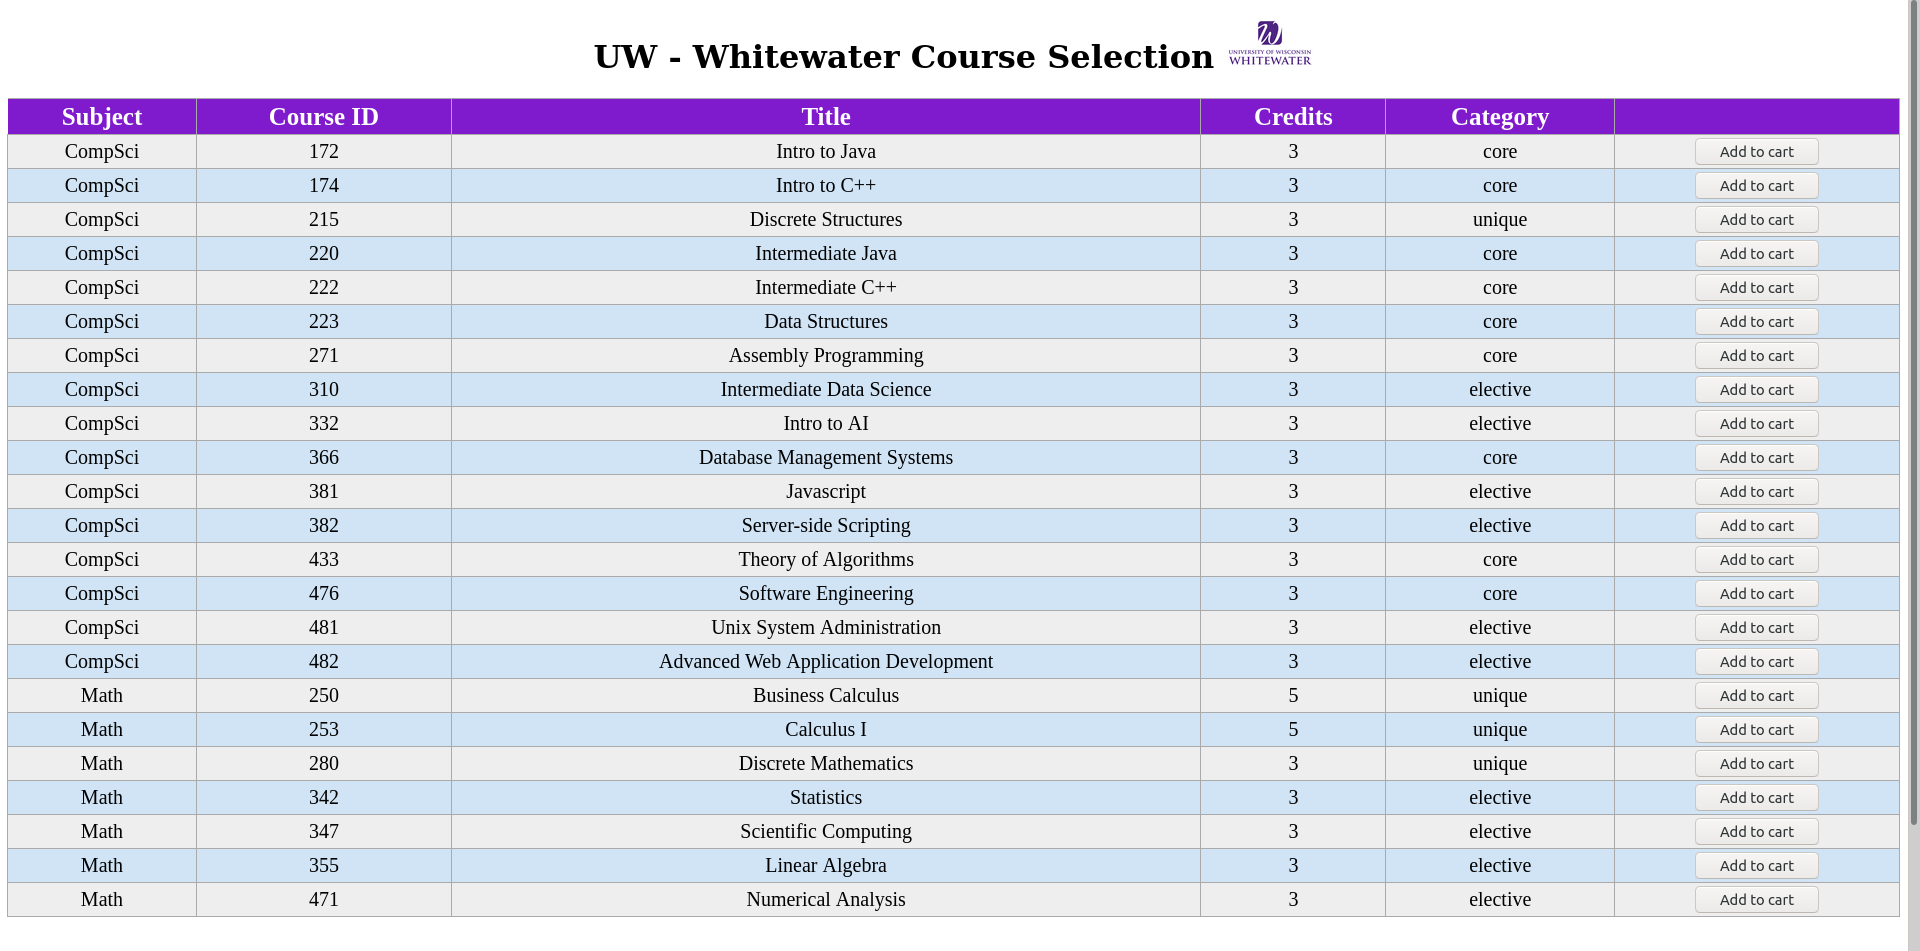 UW - Whitewater Course Selection
UNIVERSITY OF WISCONSIN
WHITEWATER
Subject Course ID Title Credits Category
CompSci 172 Intro to Java 3 core Add to cart
CompSci 174 Intro to C++ 3 core Add to cart
CompSci 215 Discrete Structures 3 unique Add to cart
CompSci 220 Intermediate Java 3 core Add to cart
CompSci 222 Intermediate C++ 3 core Add to cart
CompSci 223 Data Structures 3 core Add to cart
CompSci 271 Assembly Programming 3 core Add to cart
CompSci 310 Intermediate Data Science 3 elective Add to cart
CompSci 332 Intro to AI 3 elective Add to cart
CompSci 366 Database Management Systems 3 core Add to cart
CompSci 381 Javascript 3 elective Add to cart
CompSci 382 Server-side Scripting 3 elective Add to cart
CompSci 433 Theory of Algorithms 3 core Add to cart
CompSci 476 Software Engineering 3 core Add to cart
CompSci 481 Unix System Administration 3 elective Add to cart
CompSci 482 Advanced Web Application Development 3 elective Add to cart
Math 250 Business Calculus 5 unique Add to cart
Math 253 Calculus I 5 unique Add to cart
Math 280 Discrete Mathematics 3 unique Add to cart
Math 342 Statistics 3 elective Add to cart
Math 347 Scientific Computing 3 elective Add to cart
Math 355 Linear Algebra 3 elective Add to cart
Math 471 Numerical Analysis 3 elective Add to cart